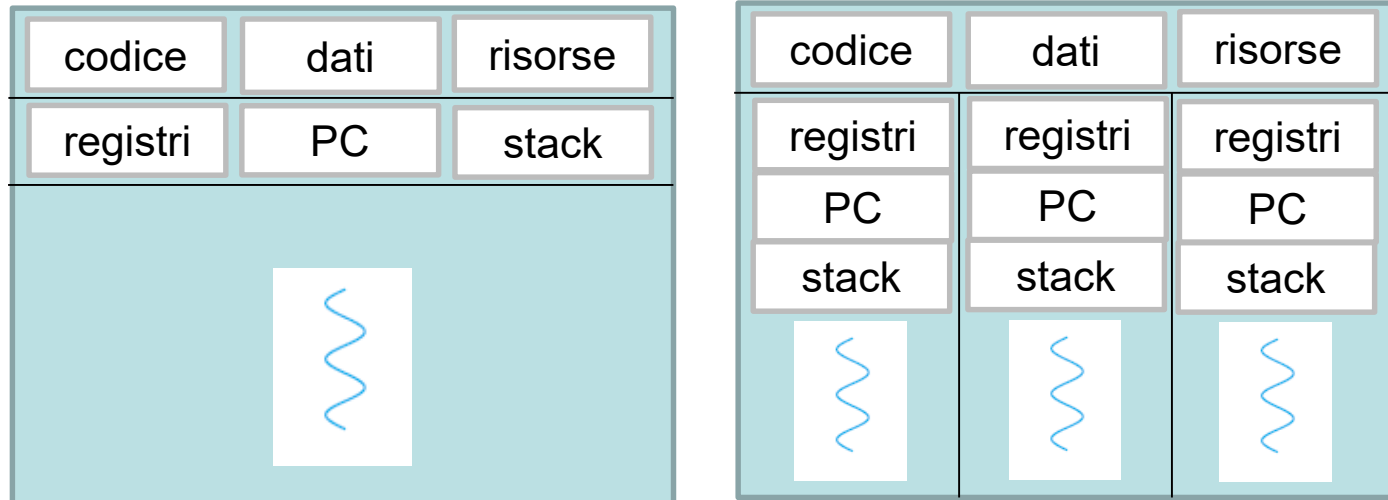 codice dati risorse
registri PC stack
codice dati risorse
registri registri registri
PC PC PC
stack stack stack